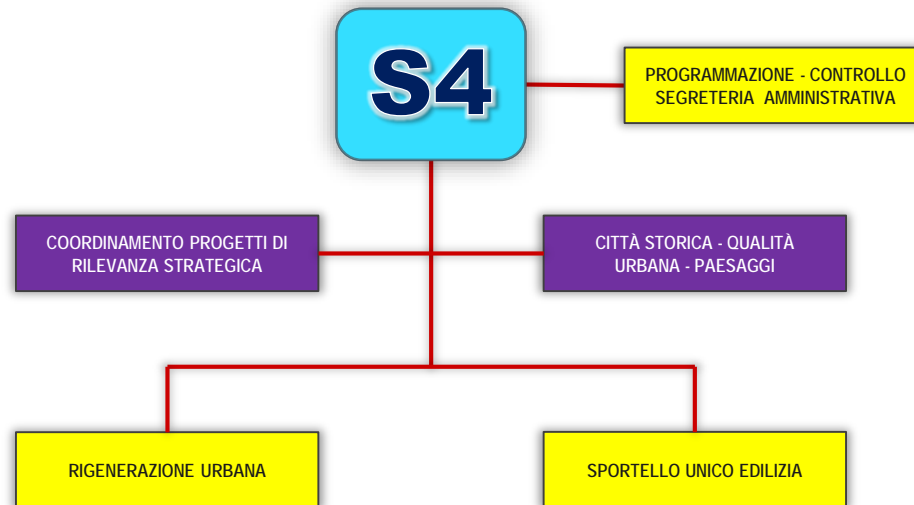 S4
PROGRAMMAZIONE - CONTROLLO
SEGRETERIA AMMINISTRATIVA
COORDINAMENTO PROGETTI DI
RILEVANZA STRATEGICA
CITTÀ STORICA - QUALITÀ
URBANA - PAESAGGI
RIGENERAZIONE URBANA
SPORTELLO UNICO EDILIZIA